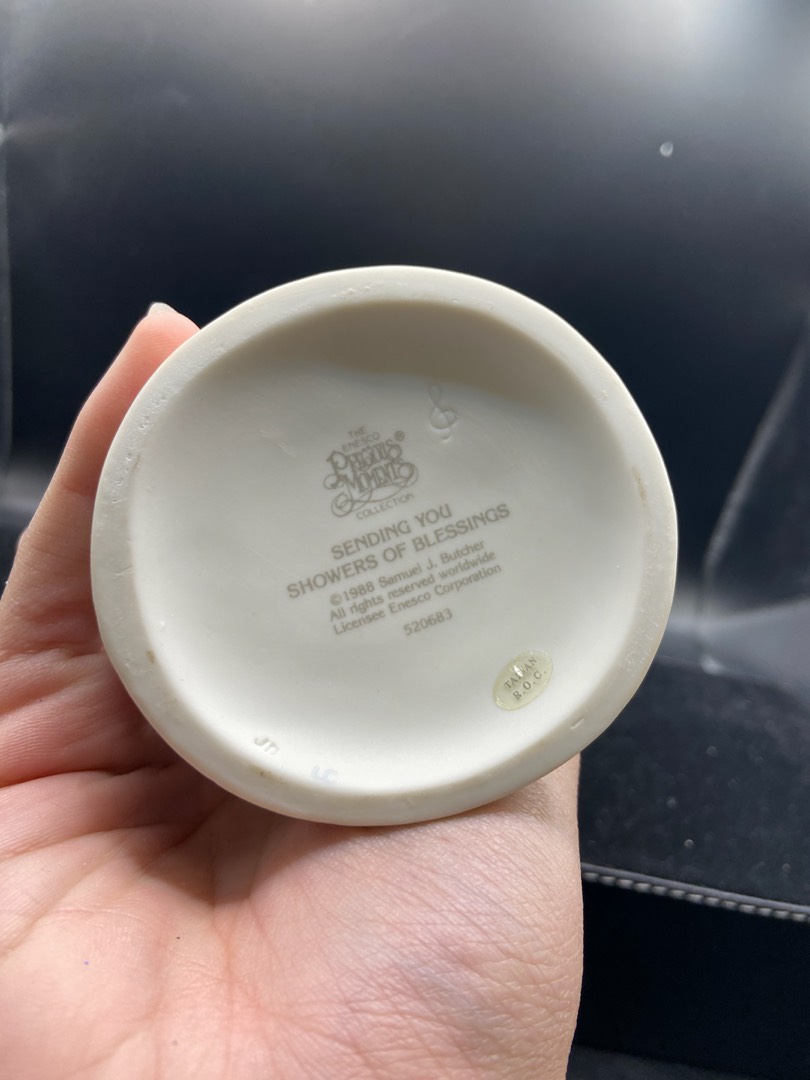 THE
ENESCO
PRECIOUS ®
MOMENTS
COLLECTION
SENDING YOU
SHOWERS OF BLESSINGS
©1988 Samuel J. Butcher
All rights reserved worldwide
Licensee Enesco Corporation
520683
TAIWAN
R.O.C.